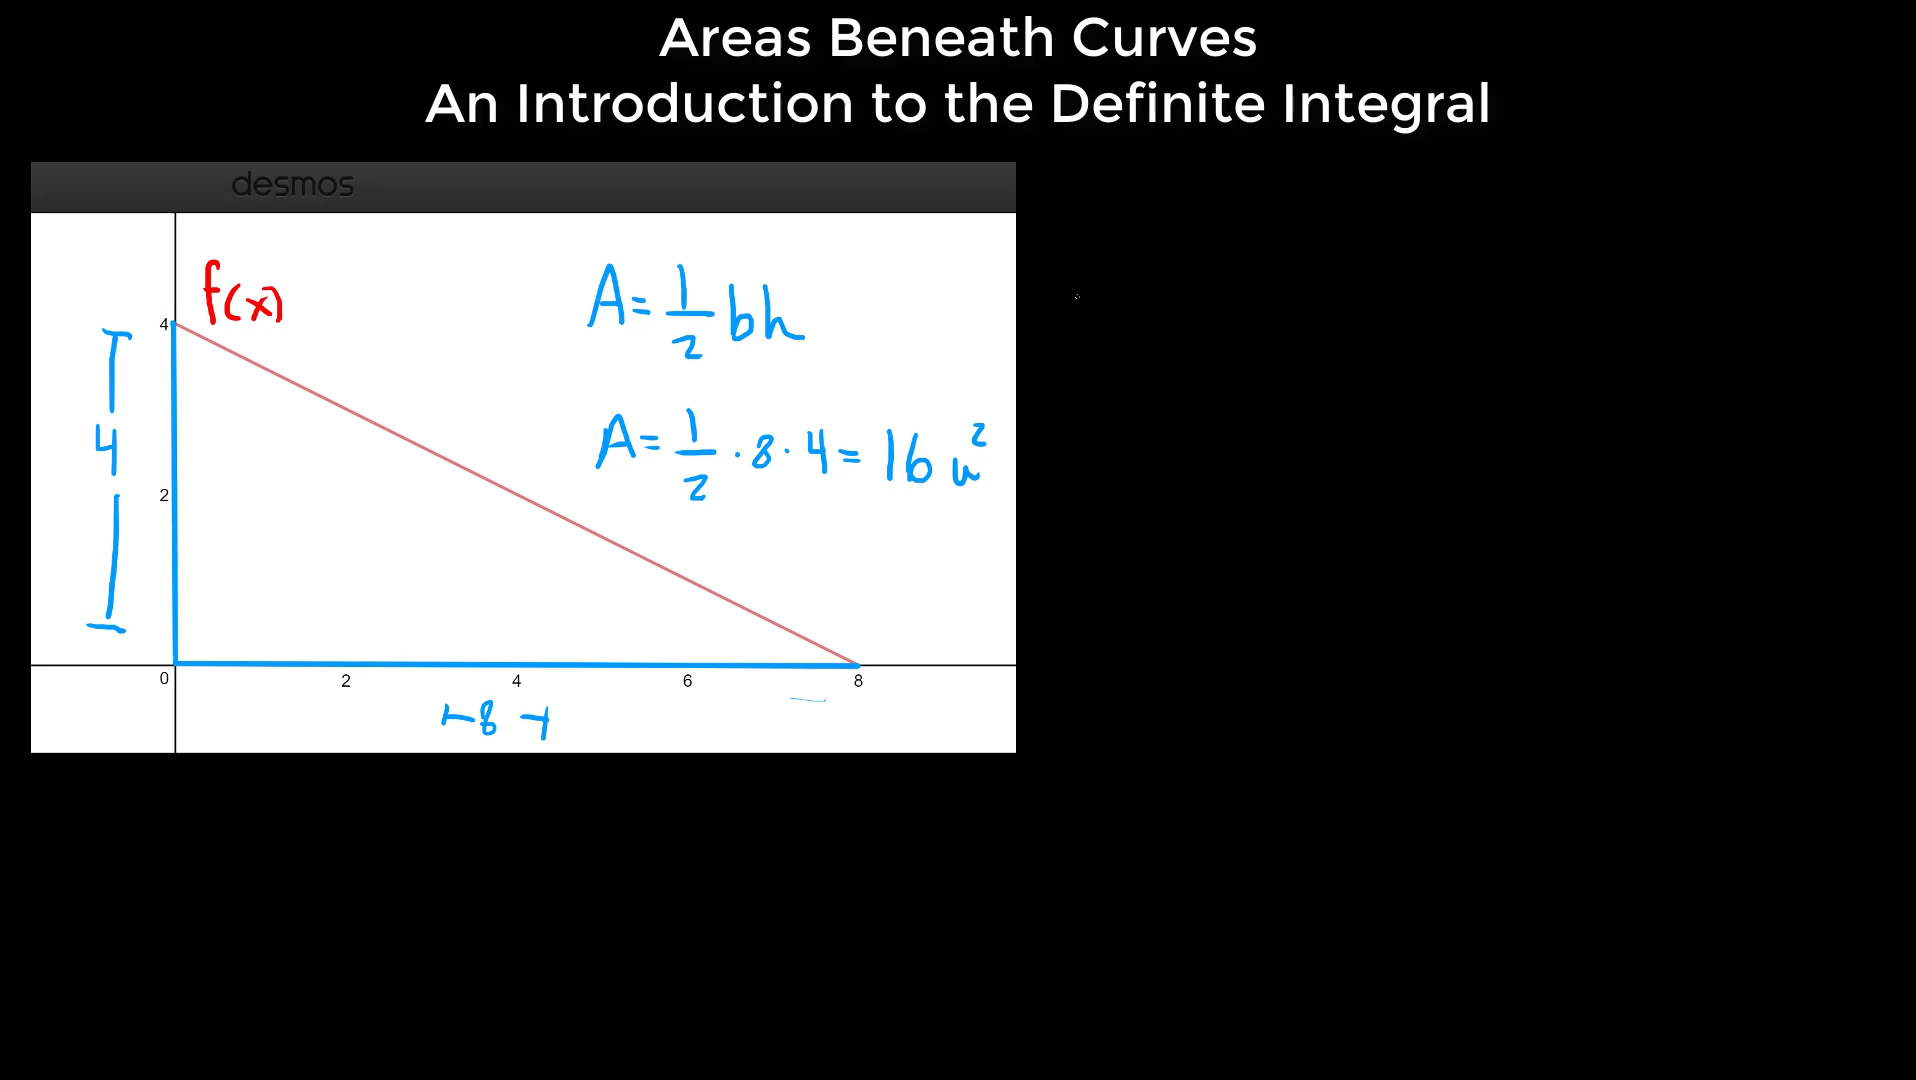 Areas Beneath Curves
An Introduction to the Definite Integral
desmos
f(x)
A = 1/2 bh
4
A = 1/2 · 8 · 4 = 16 u²
4
2
0
2
4
6
8
8